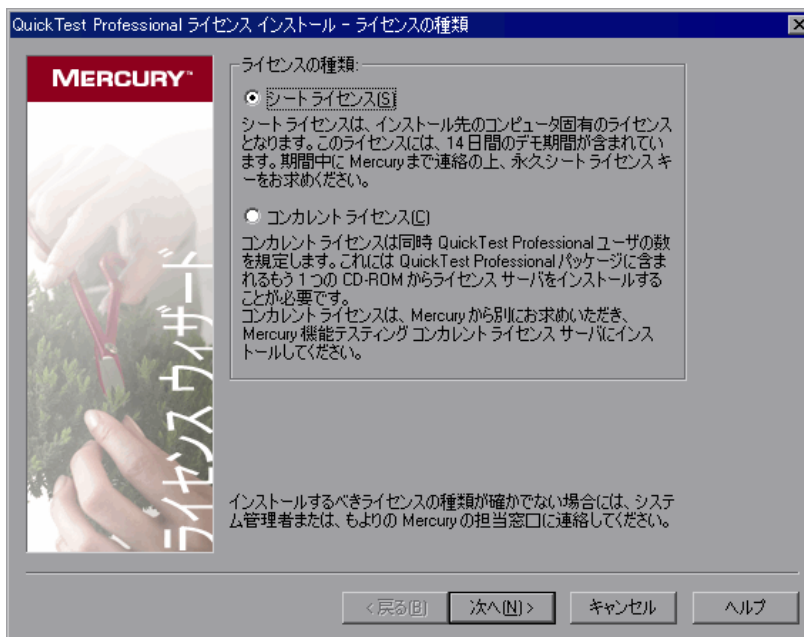 QuickTest Professional ライセンス インストール - ライセンスの種類
MERCURY™
ライセンス ウィザード
ライセンスの種類:
シートライセンス(S)
シートライセンスは、インストール先のコンピュータ固有のライセンス
となります。このライセンスには、14 日間のデモ期間が含まれてい
ます。期間中に Mercuryまで連絡の上、永久シートライセンス キ
ーをお求めください。
コンカレント ライセンス(C)
コンカレント ライセンスは同時 QuickTest Professional ユーザの数
を規定します。これには QuickTest Professional パッケージに含ま
れるもう 1 つの CD-ROM からライセンス サーバをインストールする
ことが必要です。
コンカレント ライセンスは、Mercury から別にお求めいただき、
Mercury 機能テスティング コンカレント ライセンス サーバにインス
トールしてください。
インストールするべきライセンスの種類が確かでない場合には、システ
ム管理者または、もよりの Mercury の担当窓口に連絡してください。
< 戻る(B)
次へ(N) >
キャンセル
ヘルプ